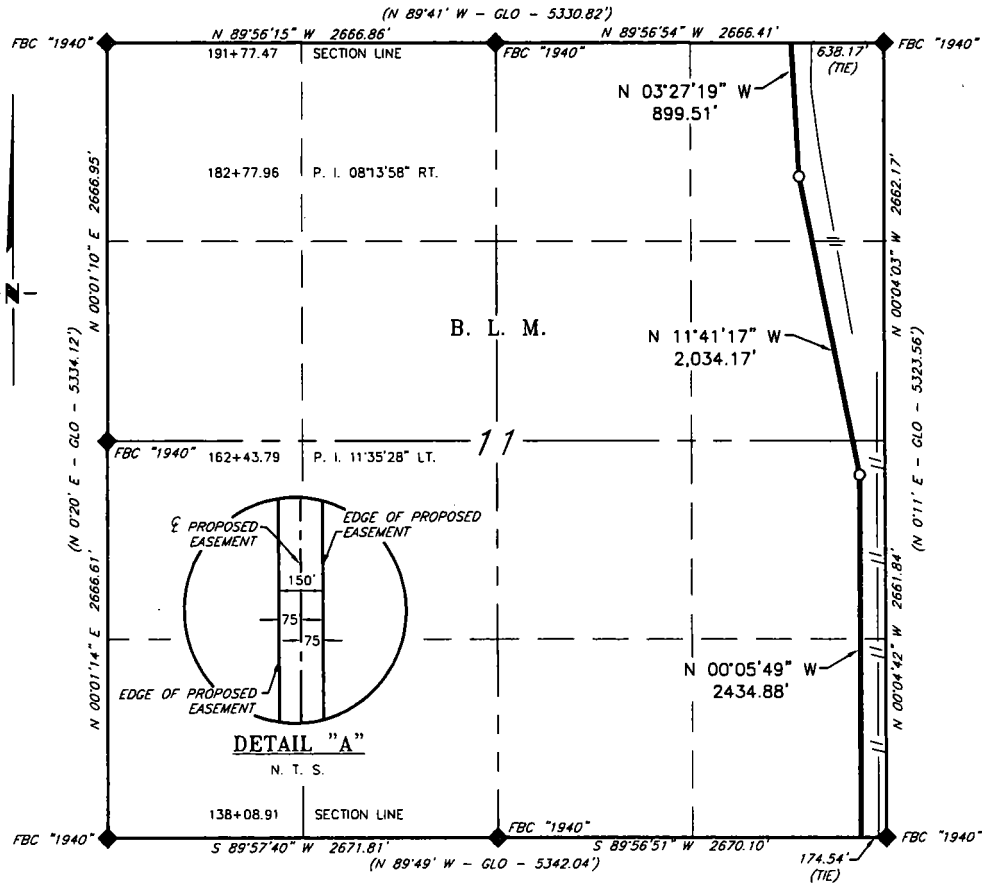 (N 89°41' W - GLO - 5330.82')
N 89°56'15" W 2666.86'
N 89°56'54" W 2666.41'
FBC "1940"
191+77.47 SECTION LINE
FBC "1940"
638.17'
(TIE)
FBC "1940"
N 03°27'19" W
899.51'
182+77.96 P. I. 08°13'58" RT.
N 00°01'10" E 2666.95'
N 00°04'03" W 2662.17'
N
B. L. M.
N 11°41'17" W
2,034.17'
(N 0°20' E - GLO - 5334.12')
(N 0°11' E - GLO - 5323.56')
11
FBC "1940"
162+43.79 P. I. 11°35'28" LT.
℄ PROPOSED
EASEMENT
EDGE OF PROPOSED
EASEMENT
150'
75'
75
N 00°01'14" E 2666.61'
N 00°04'42" W 2661.84'
N 00°05'49" W
2434.88'
EDGE OF PROPOSED
EASEMENT
DETAIL "A"
N. T. S.
138+08.91 SECTION LINE
FBC "1940"
FBC "1940"
FBC "1940"
S 89°57'40" W 2671.81'
S 89°56'51" W 2670.10'
(N 89°49' W - GLO - 5342.04')
174.54'
(TIE)